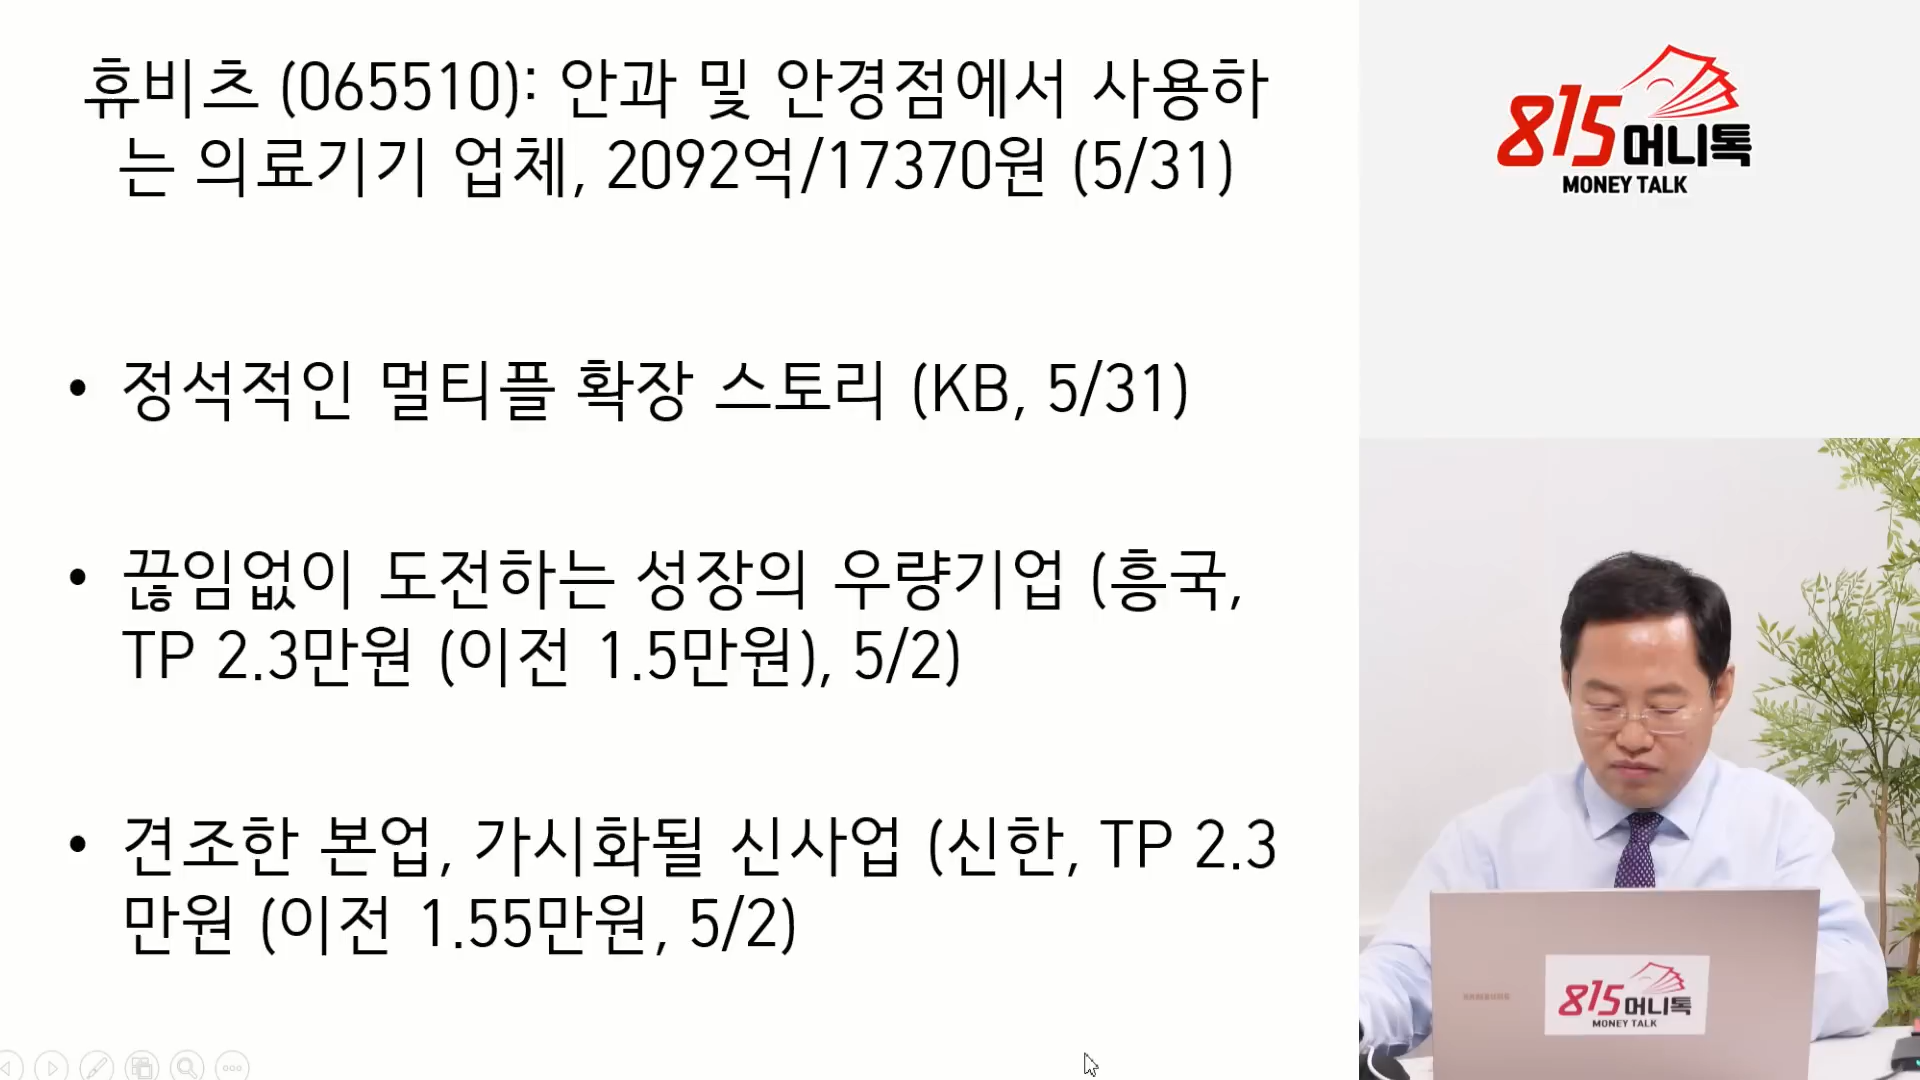 휴비츠 (065510): 안과 및 안경점에서 사용하
는 의료기기 업체, 2092억/17370원 (5/31)
• 정석적인 멀티플 확장 스토리 (KB, 5/31)
• 끊임없이 도전하는 성장의 우량기업 (흥국,
TP 2.3만원 (이전 1.5만원), 5/2)
• 견조한 본업, 가시화될 신사업 (신한, TP 2.3
만원 (이전 1.55만원, 5/2)
815머니톡
MONEY TALK
SAMSUNG
815머니톡
MONEY TALK